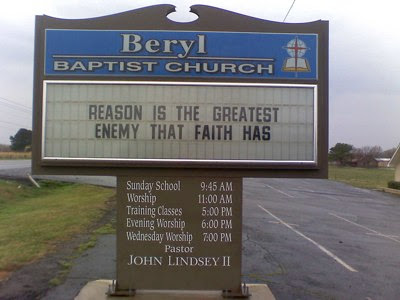 Beryl
BAPTIST CHURCH
REASON IS THE GREATEST
ENEMY THAT FAITH HAS
Sunday School 9:45 AM
Worship 11:00 AM
Training Classes 5:00 PM
Evening Worship 6:00 PM
Wednesday Worship 7:00 PM
Pastor
JOHN LINDSEY II